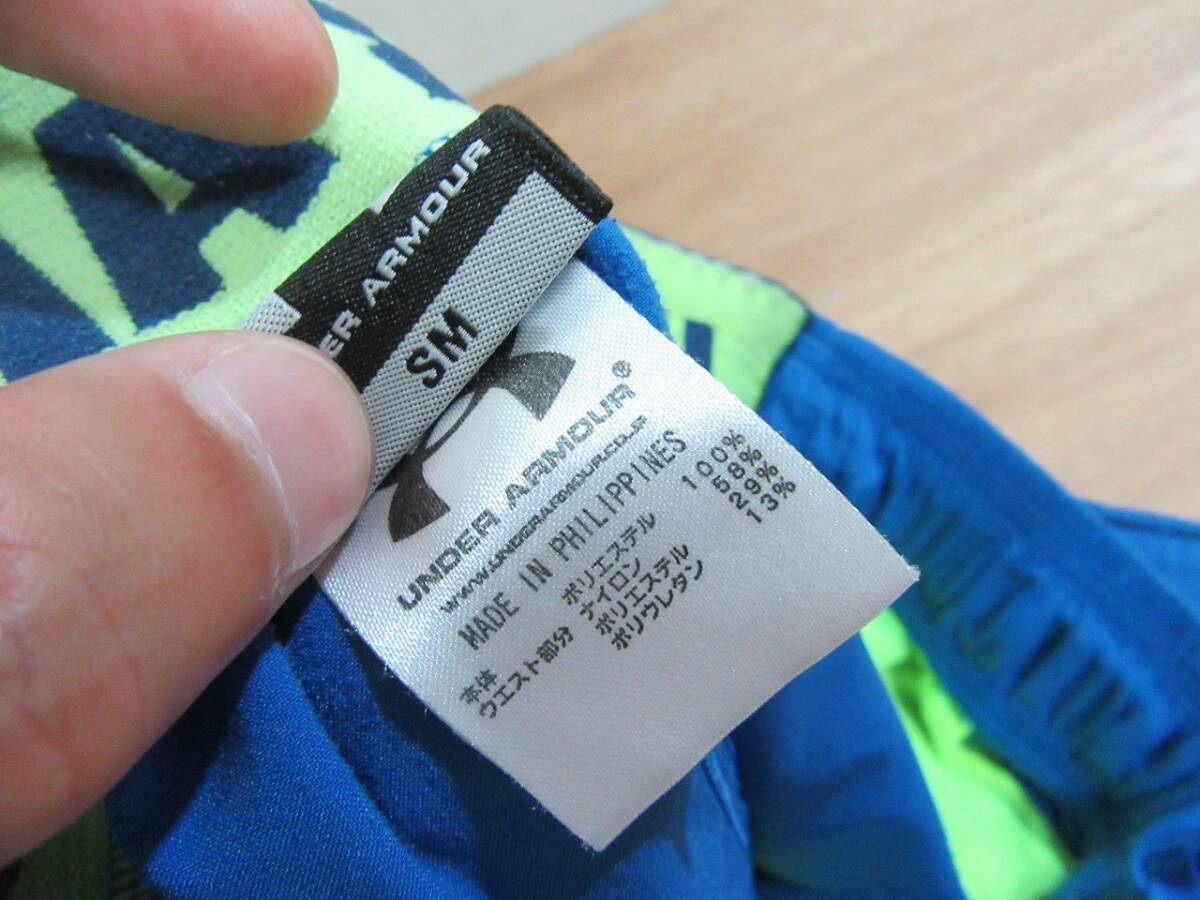 ER ARMOUR
SM
UNDER ARMOUR®
www.UNDERARMOUR.CO.JP
MADE IN PHILIPPINES
本体 ポリエステル 100%
ウエスト部分 ナイロン 58%
ポリエステル 29%
ポリウレタン 13%